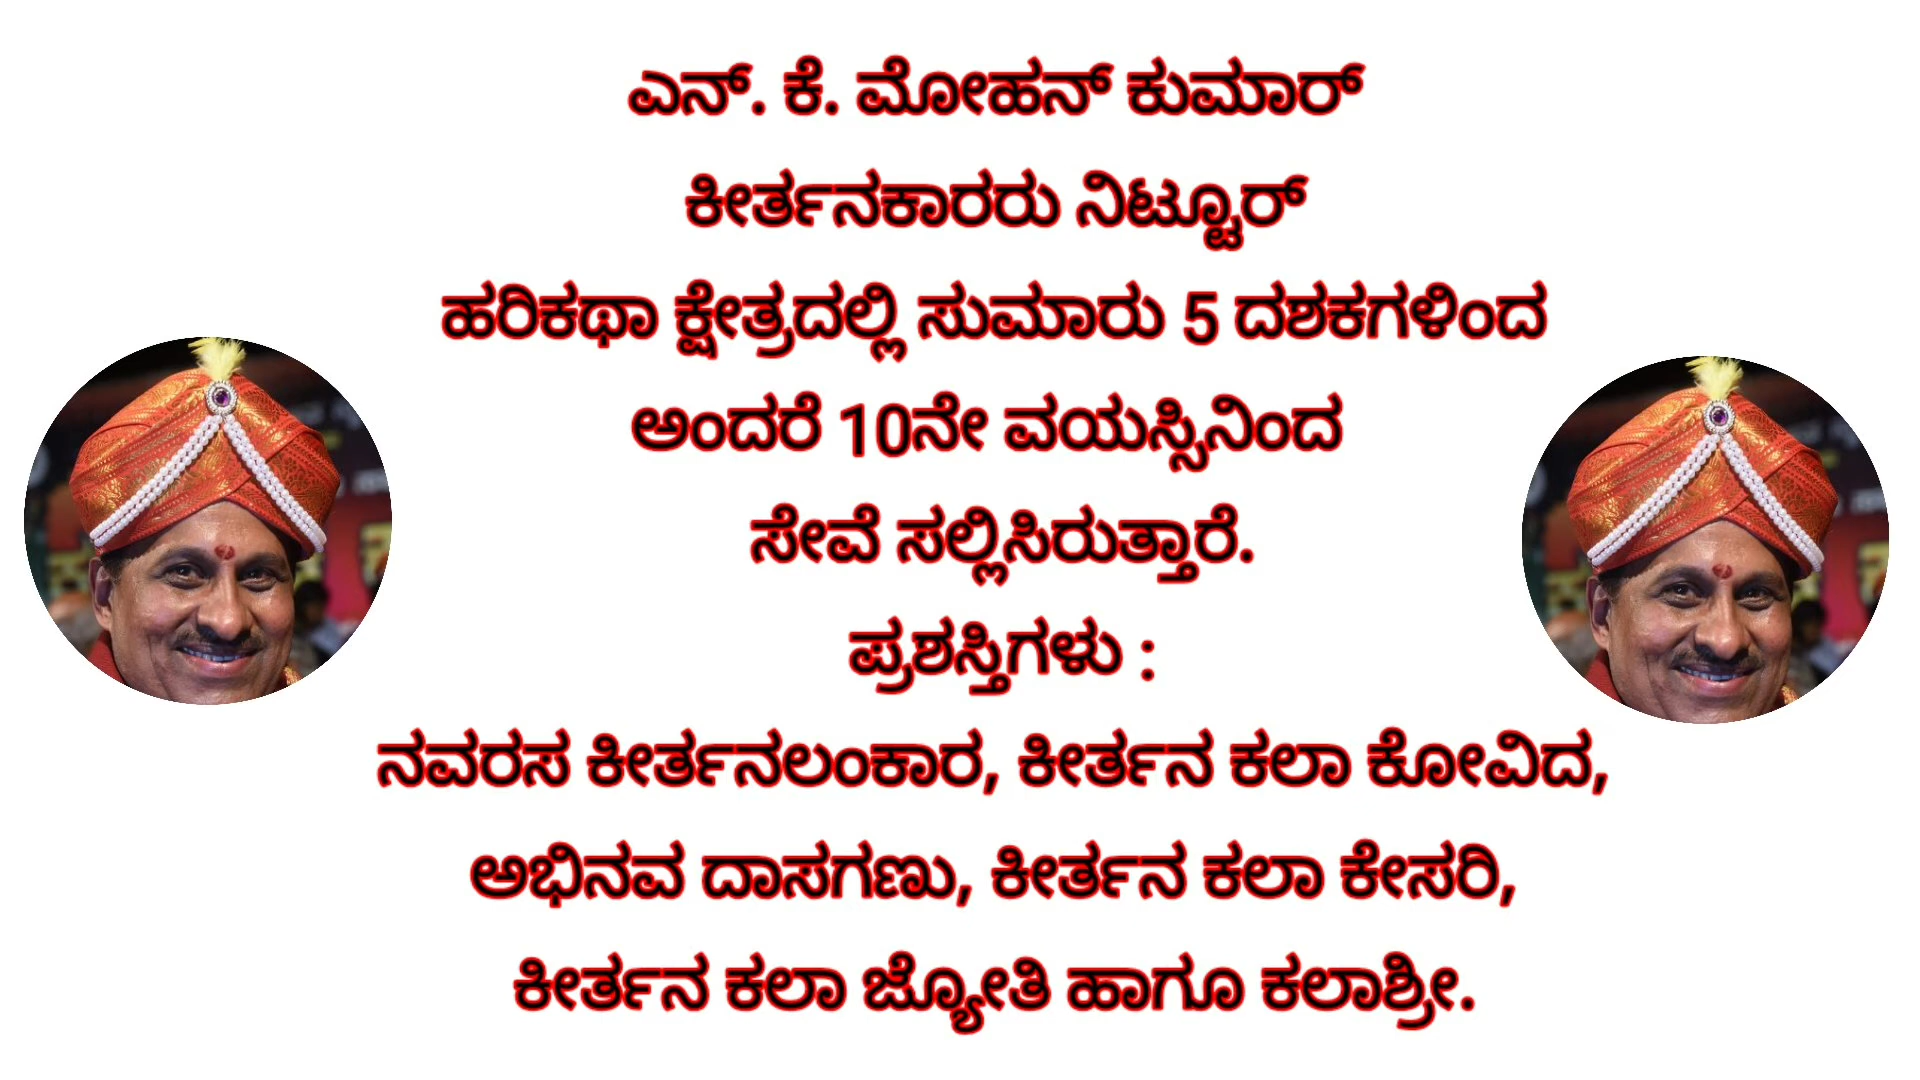 ಎನ್. ಕೆ. ಮೋಹನ್ ಕುಮಾರ್
ಕೀರ್ತನಕಾರರು ನಿಟ್ಟೂರ್
ಹರಿಕಥಾ ಕ್ಷೇತ್ರದಲ್ಲಿ ಸುಮಾರು 5 ದಶಕಗಳಿಂದ
ಅಂದರೆ 10ನೇ ವಯಸ್ಸಿನಿಂದ
ಸೇವೆ ಸಲ್ಲಿಸಿರುತ್ತಾರೆ.
ಪ್ರಶಸ್ತಿಗಳು :
ನವರಸ ಕೀರ್ತನಲಂಕಾರ, ಕೀರ್ತನ ಕಲಾ ಕೋವಿದ,
ಅಭಿನವ ದಾಸಗಣು, ಕೀರ್ತನ ಕಲಾ ಕೇಸರಿ,
ಕೀರ್ತನ ಕಲಾ ಜ್ಯೋತಿ ಹಾಗೂ ಕಲಾಶ್ರೀ.